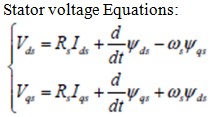 Stator voltage Equations:
V_ds = R_s I_ds + d/dt ψ_ds − ω_s ψ_qs
V_qs = R_s I_qs + d/dt ψ_qs + ω_s ψ_ds